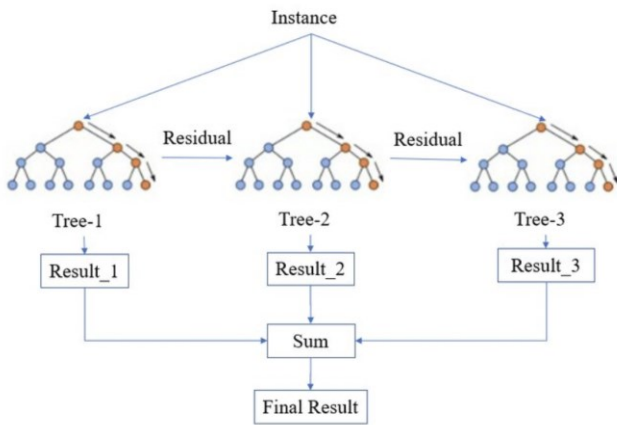 Instance
Residual
Residual
Tree-1
Tree-2
Tree-3
Result_1
Result_2
Result_3
Sum
Final Result